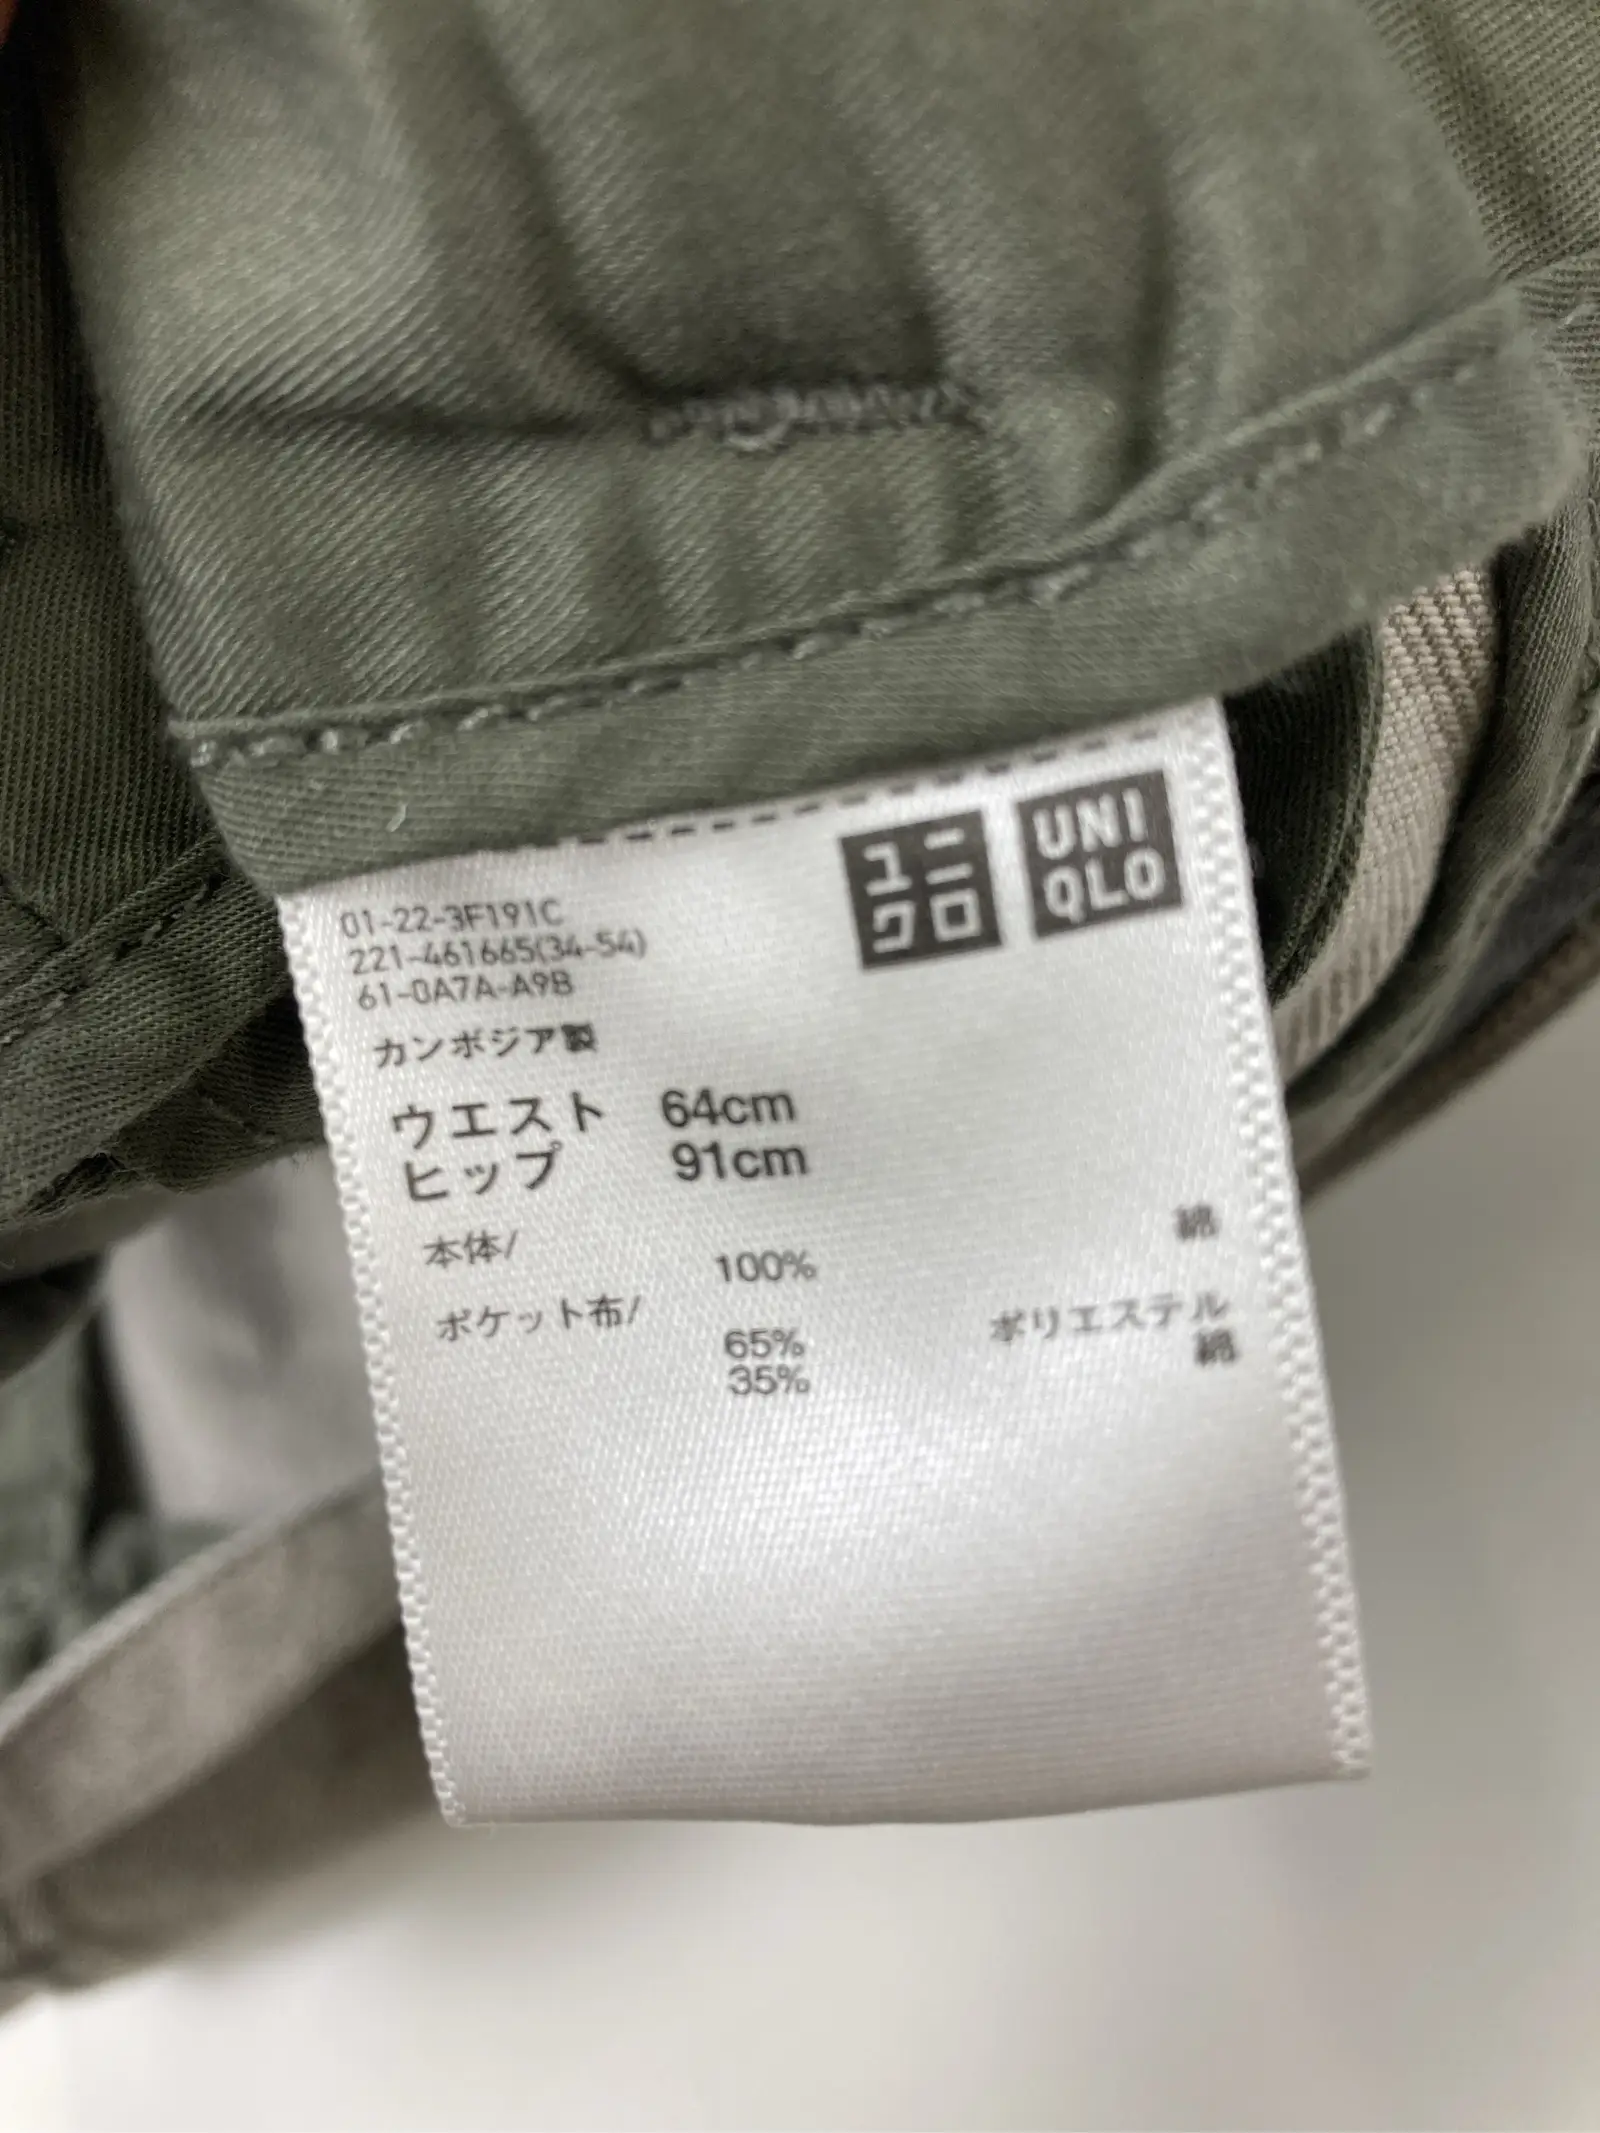 ユニ
クロ
UNI
QLO
01-22-3F191C
221-461665(34-54)
61-0A7A-A9B
カンボジア製
ウエスト 64cm
ヒップ 91cm
本体/
100% 綿
ポケット布/
65% ポリエステル
35% 綿